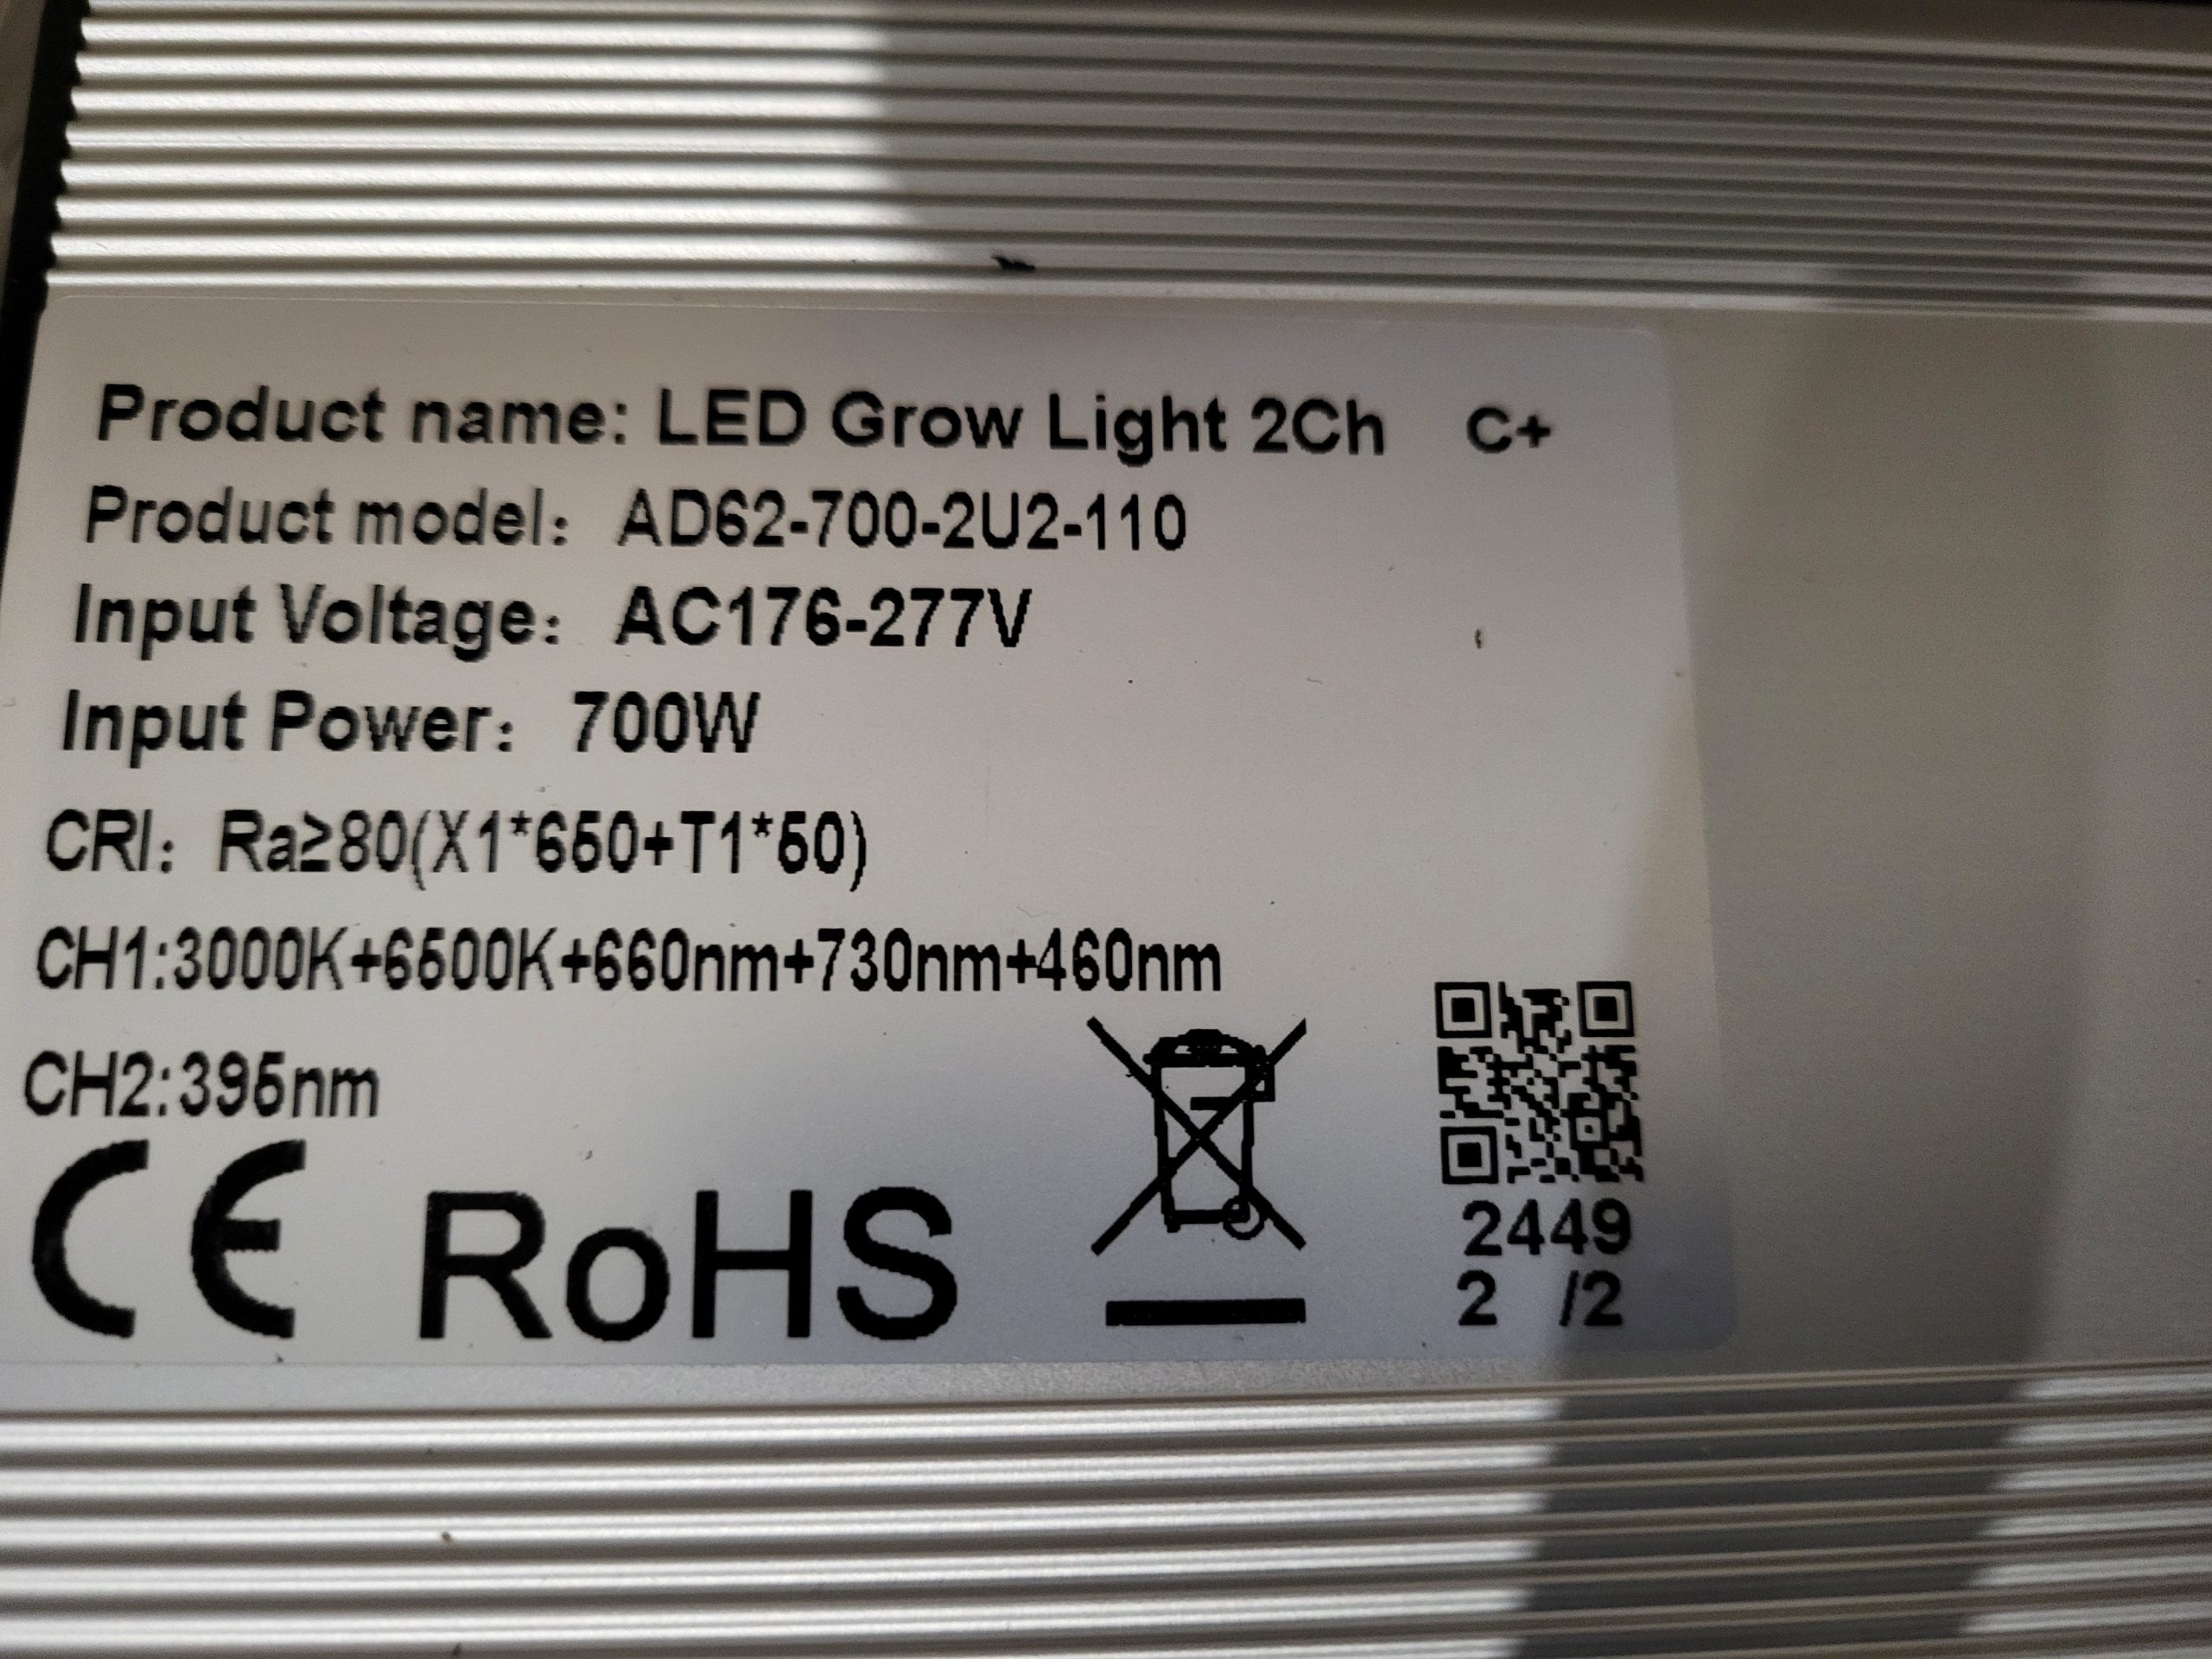 Product name: LED Grow Light 2Ch C+
Product model: AD62-700-2U2-110
Input Voltage: AC176-277V
Input Power: 700W
CRI: Ra≥80(X1*650+T1*50)
CH1:3000K+6500K+660nm+730nm+460nm
CH2:395nm
CE RoHS
2449
2 /2